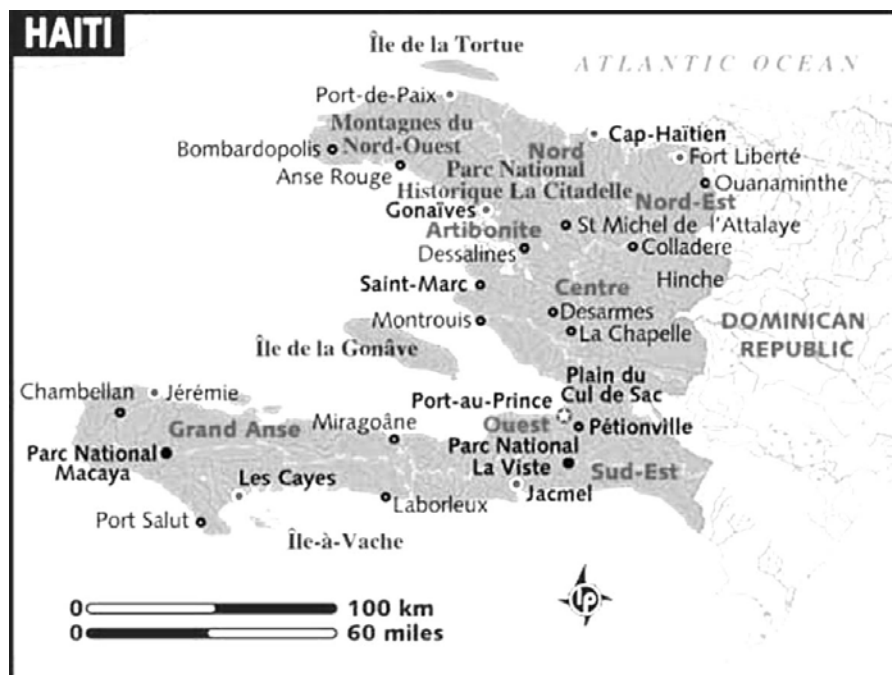 HAITI
Île de la Tortue
ATLANTIC OCEAN
Port-de-Paix
Montagnes du
Nord-Ouest
Bombardopolis
Anse Rouge
Cap-Haïtien
Nord
Fort Liberté
Parc National
Historique La Citadelle
Ouanaminthe
Nord-Est
Gonaïves
St Michel de l'Attalaye
Artibonite
Dessalines
Colladere
Hinche
Saint-Marc
Centre
Desarmes
Montrouis
La Chapelle
DOMINICAN
REPUBLIC
Île de la Gonâve
Plain du
Cul de Sac
Chambellan
Jérémie
Port-au-Prince
Miragoâne
Grand Anse
Ouest
Pétionville
Parc National
Macaya
Parc National
La Viste
Sud-Est
Les Cayes
Laborleux
Jacmel
Port Salut
Île-à-Vache
0 100 km
0 60 miles
lp